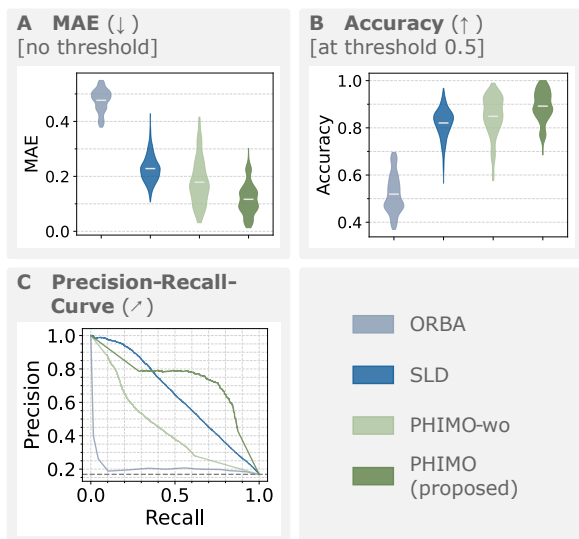 A MAE (↓)
[no threshold]
MAE
0.4
0.2
0.0
B Accuracy (↑)
[at threshold 0.5]
Accuracy
1.0
0.8
0.6
0.4
C Precision-Recall-
Curve (↗)
Precision
1.0
0.8
0.6
0.4
0.2
0.0 0.5 1.0
Recall
ORBA
SLD
PHIMO-wo
PHIMO
(proposed)